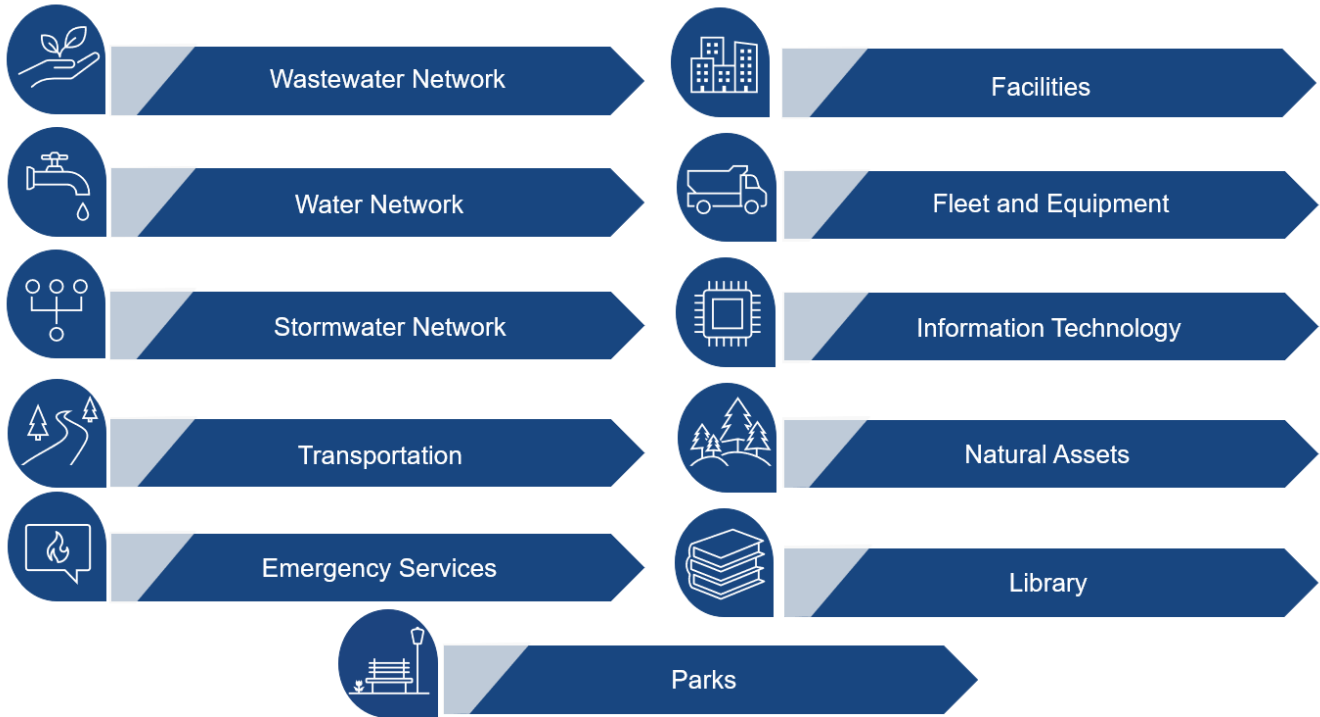 Wastewater Network
Water Network
Stormwater Network
Transportation
Emergency Services
Facilities
Fleet and Equipment
Information Technology
Natural Assets
Library
Parks